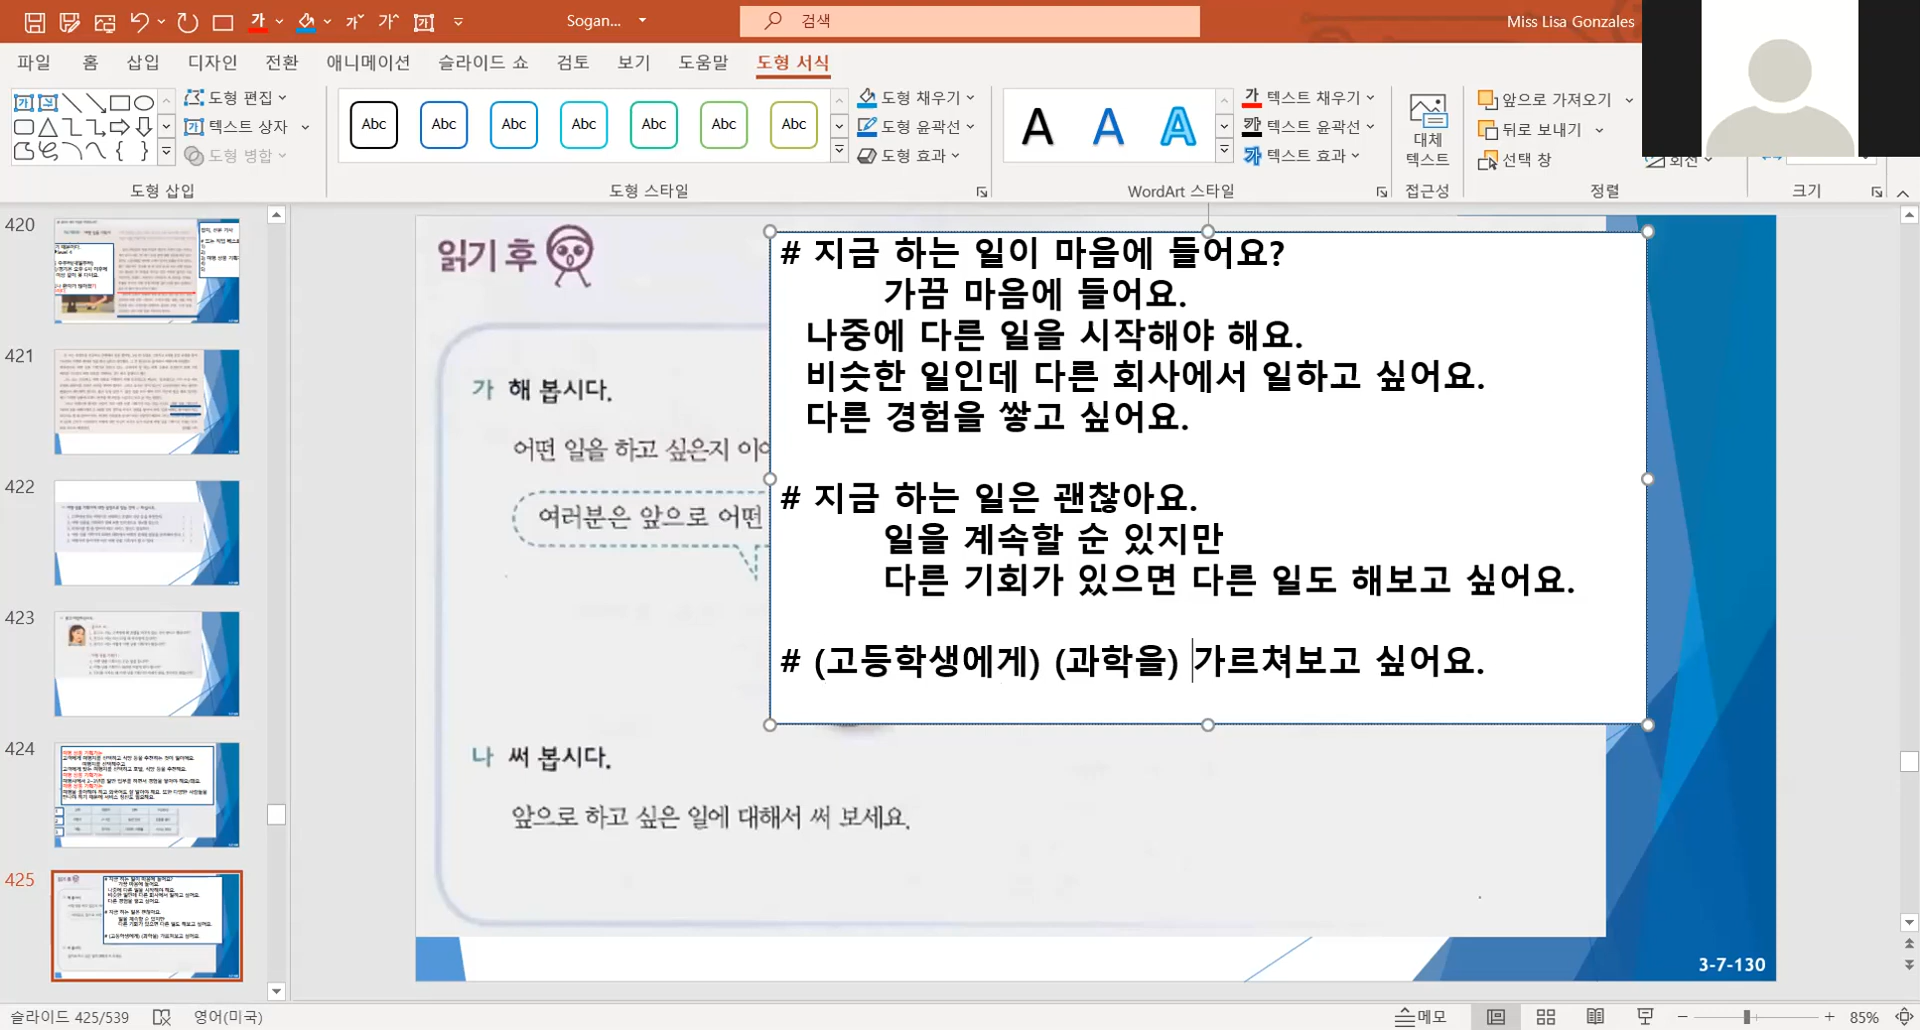 Sogan...
검색
Miss Lisa Gonzales
파일 홈 삽입 디자인 전환 애니메이션 슬라이드 쇼 검토 보기 도움말 도형 서식
도형 편집
텍스트 상자
도형 병합
도형 삽입
Abc Abc Abc Abc Abc Abc Abc
도형 채우기
도형 윤곽선
도형 효과
도형 스타일
A A A
텍스트 채우기
텍스트 윤곽선
텍스트 효과
WordArt 스타일
대체
텍스트
접근성
앞으로 가져오기
뒤로 보내기
선택 창
회전
정렬
크기
420
421
422
423
424
425
읽기 후
# 지금 하는 일이 마음에 들어요?
가끔 마음에 들어요.
나중에 다른 일을 시작해야 해요.
비슷한 일인데 다른 회사에서 일하고 싶어요.
다른 경험을 쌓고 싶어요.
# 지금 하는 일은 괜찮아요.
일을 계속할 순 있지만
다른 기회가 있으면 다른 일도 해보고 싶어요.
# (고등학생에게) (과학을) 가르쳐보고 싶어요.
가 해 봅시다.
어떤 일을 하고 싶은지 이야
여러분은 앞으로 어떤
나 써 봅시다.
앞으로 하고 싶은 일에 대해서 써 보세요.
3-7-130
슬라이드 425/539
영어(미국)
메모
85%